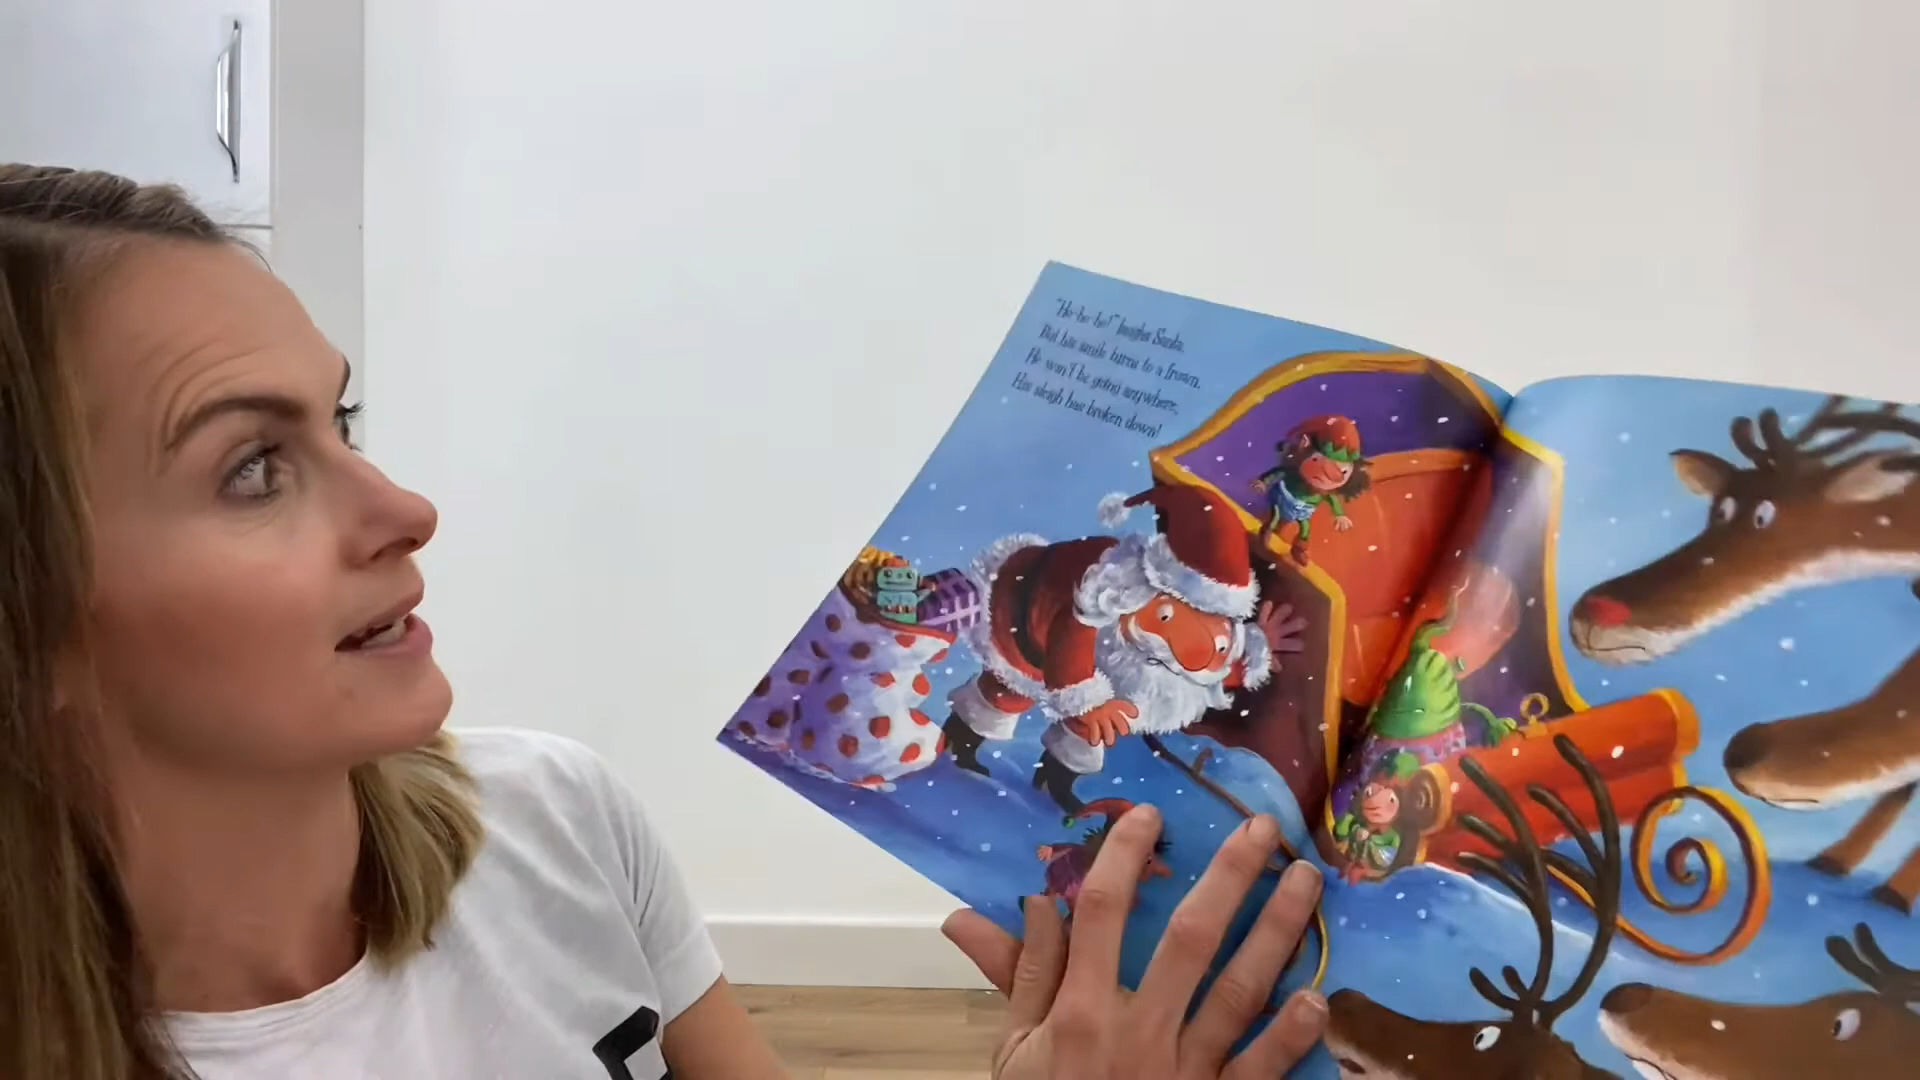 "Ho-ho-ho!" laughs Santa.
But his smile turns to a frown.
He won't be going anywhere,
His sleigh has broken down!